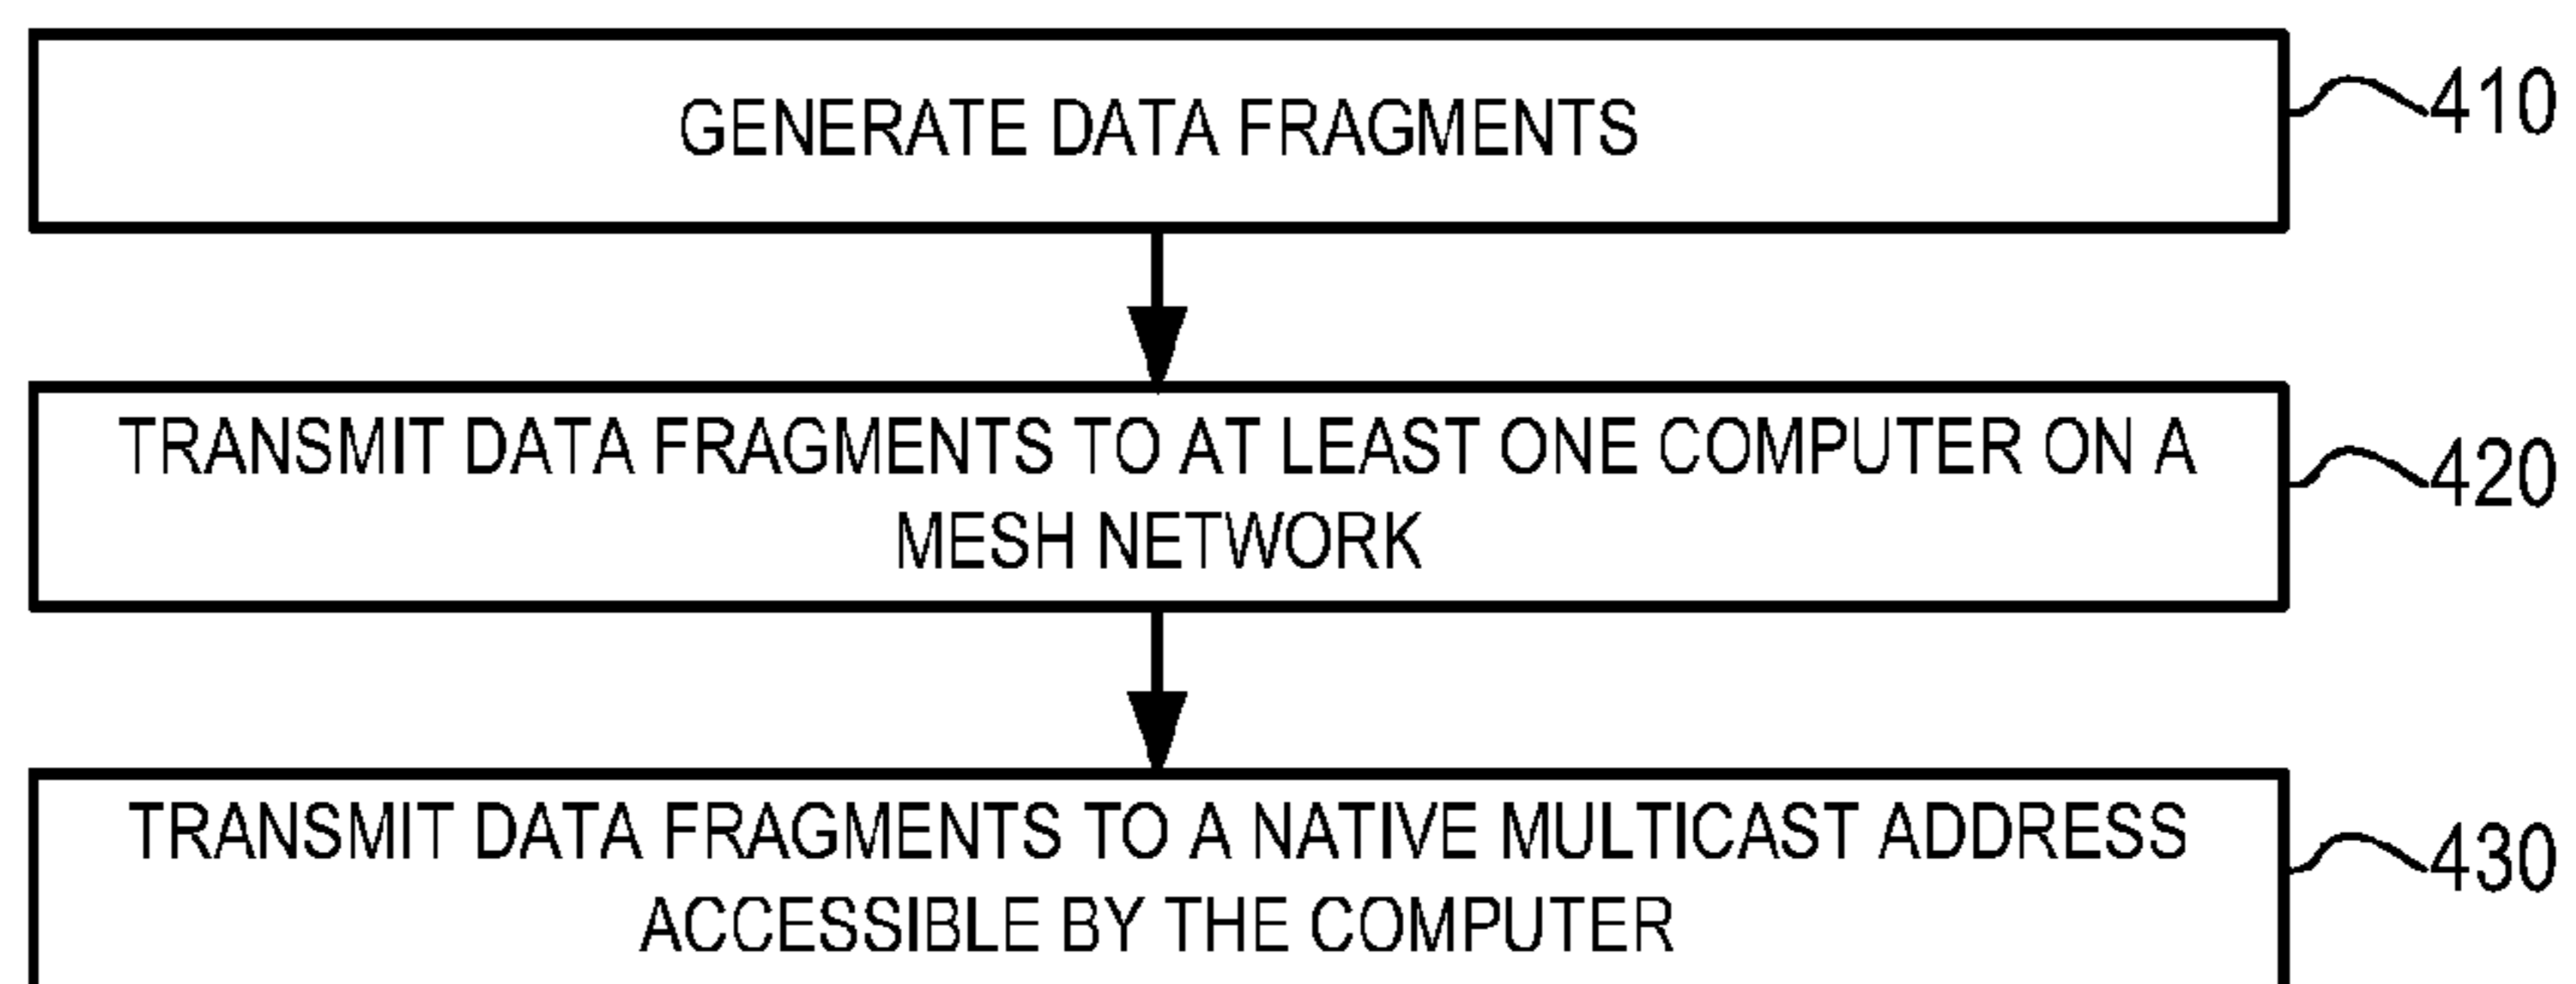 GENERATE DATA FRAGMENTS
410
TRANSMIT DATA FRAGMENTS TO AT LEAST ONE COMPUTER ON A
MESH NETWORK
420
TRANSMIT DATA FRAGMENTS TO A NATIVE MULTICAST ADDRESS
ACCESSIBLE BY THE COMPUTER
430